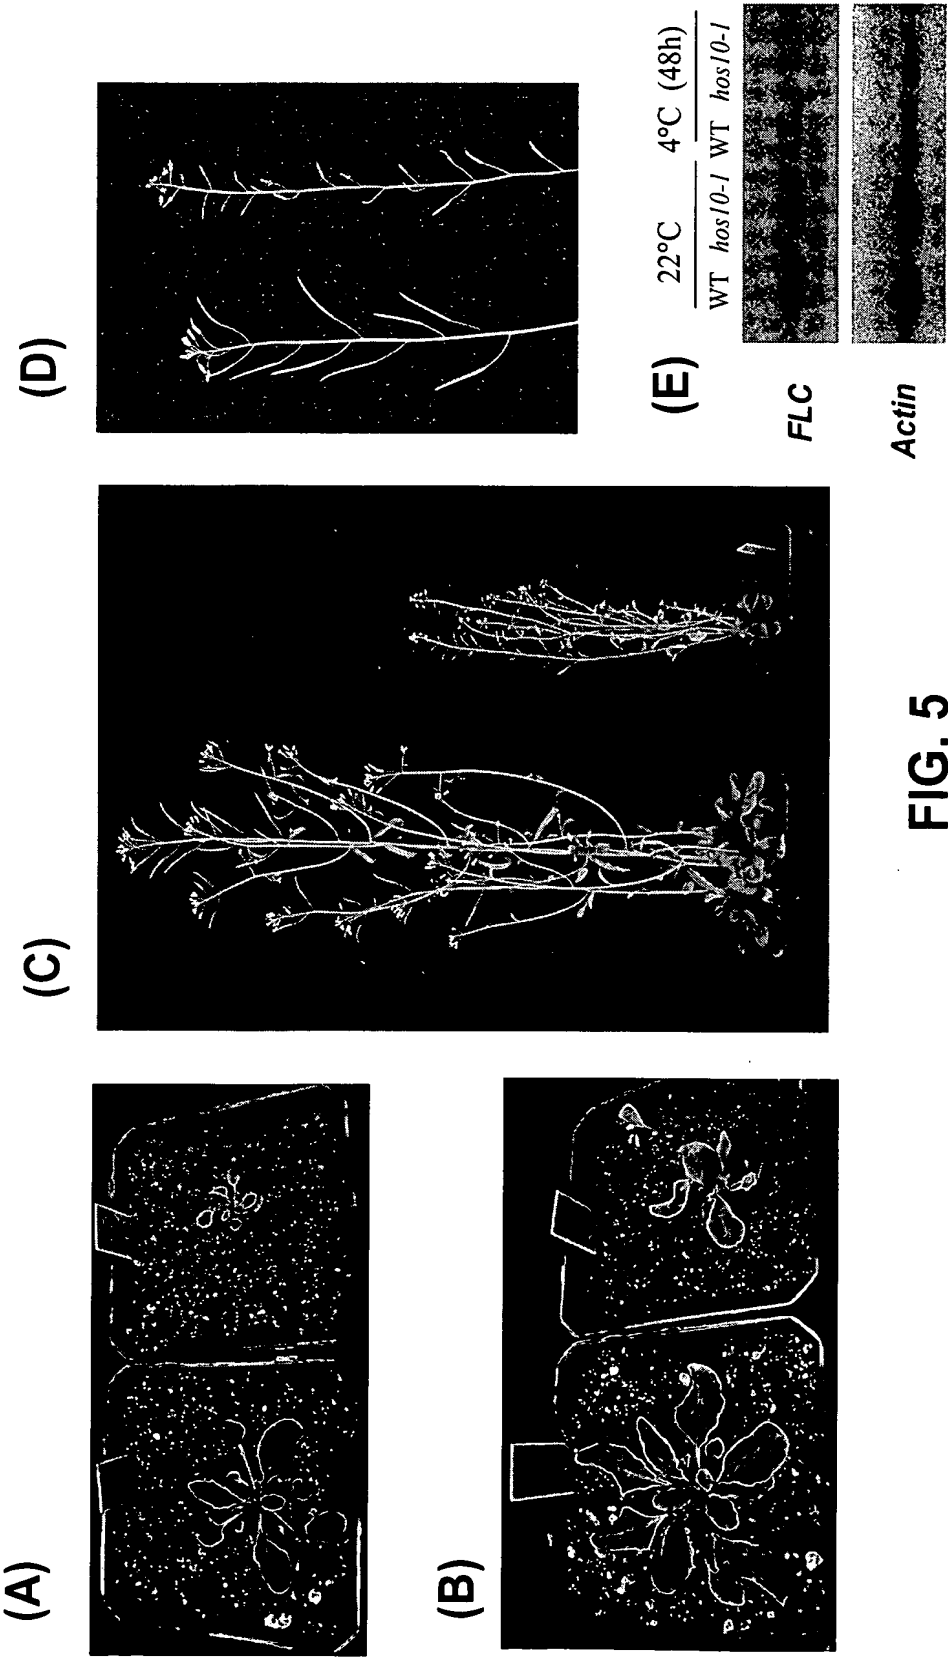 (A)
(B)
(C)
(D)
(E)
22°C 4°C (48h)
WT hos10-1 WT hos10-1
FLC
Actin
FIG. 5